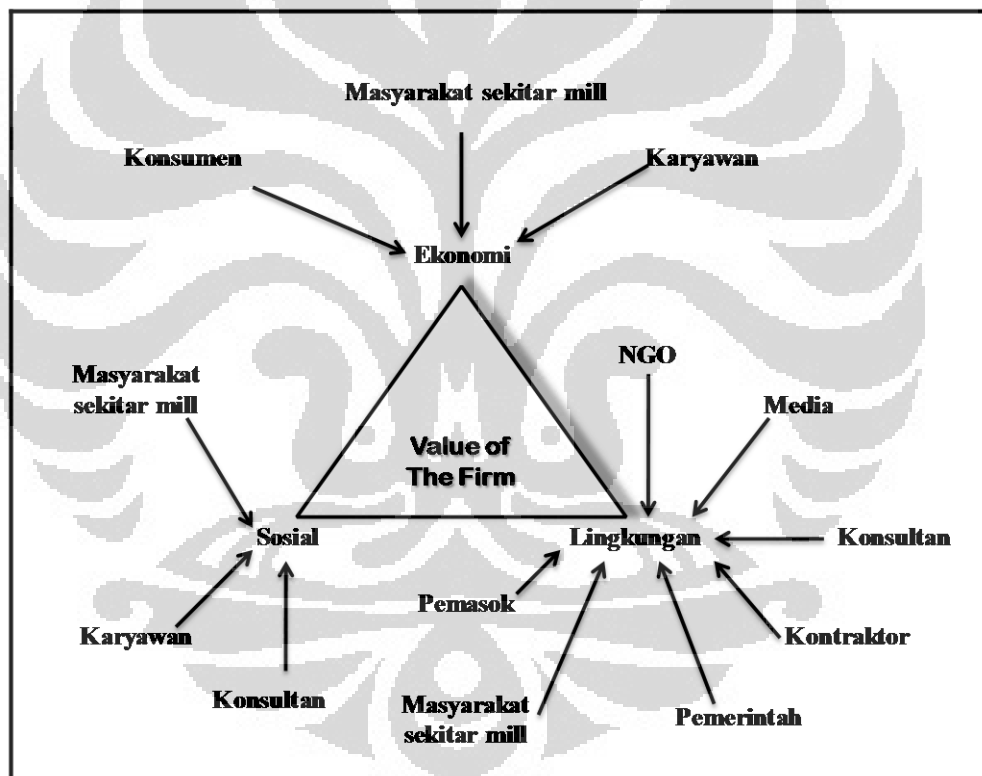 Masyarakat sekitar mill
Konsumen
Karyawan
Ekonomi
NGO
Masyarakat
sekitar mill
Media
Value of
The Firm
Sosial
Lingkungan
Konsultan
Pemasok
Karyawan
Kontraktor
Konsultan
Masyarakat
sekitar mill
Pemerintah